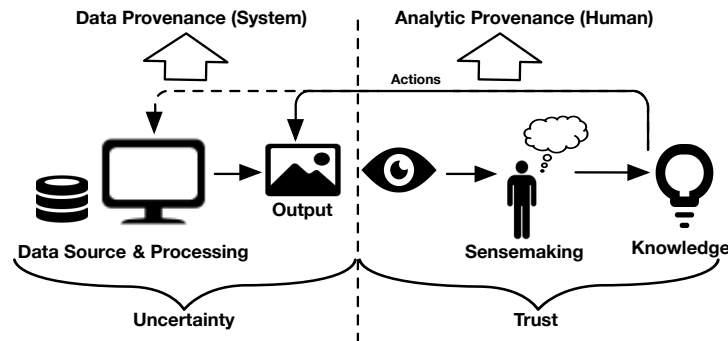 Data Provenance (System)
Analytic Provenance (Human)
Actions
Output
Data Source & Processing
Sensemaking
Knowledge
Uncertainty
Trust